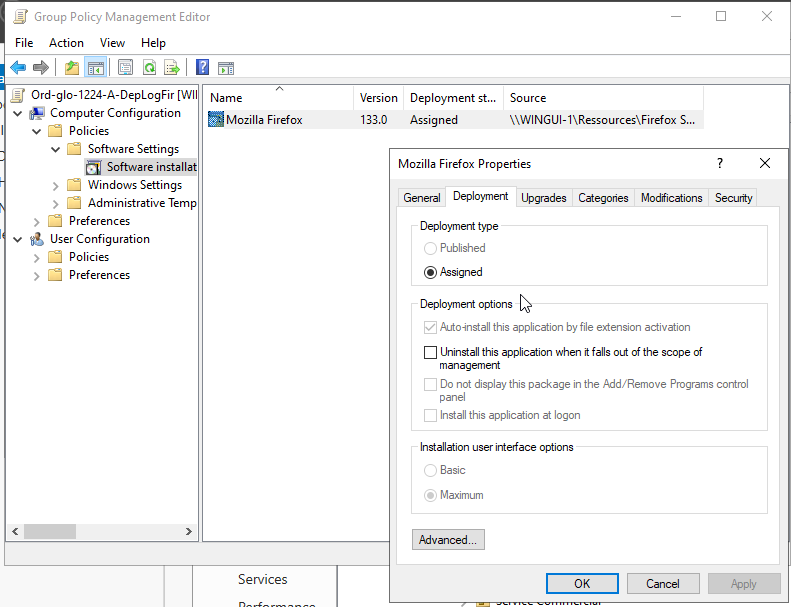 Group Policy Management Editor
File Action View Help
Ord-glo-1224-A-DepLogFir [WI
Computer Configuration
Policies
Software Settings
Software installat
Windows Settings
Administrative Temp
Preferences
User Configuration
Policies
Preferences
Name Version Deployment st... Source
Mozilla Firefox 133.0 Assigned \\WINGUI-1\Ressources\Firefox S...
Mozilla Firefox Properties
General Deployment Upgrades Categories Modifications Security
Deployment type
Published
Assigned
Deployment options
Auto-install this application by file extension activation
Uninstall this application when it falls out of the scope of
management
Do not display this package in the Add/Remove Programs control
panel
Install this application at logon
Installation user interface options
Basic
Maximum
Advanced...
OK Cancel Apply
Services
Performance
Service Commercial